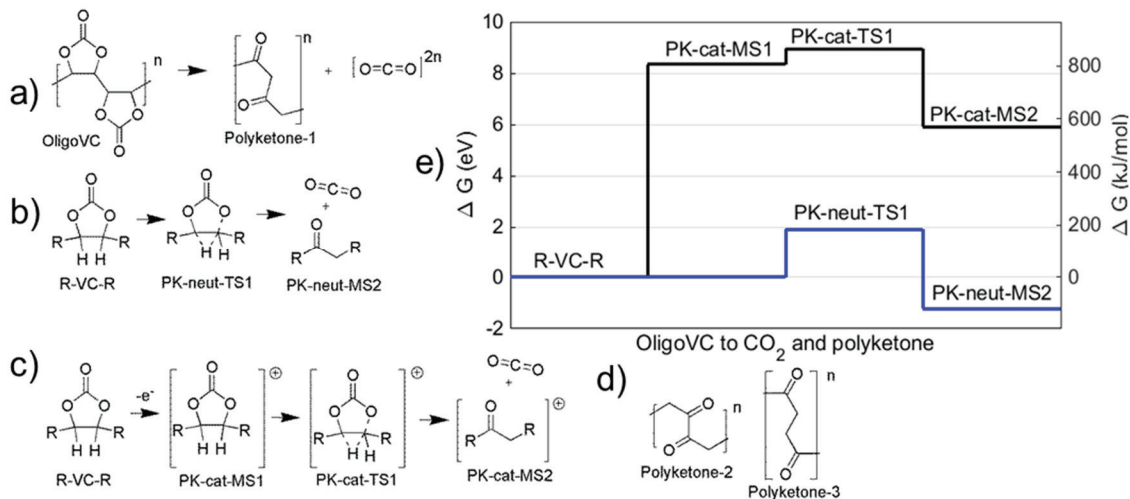 a)
O
O
O
n
O
O
O
OligoVC
n
O
O
Polyketone-1
+
[O=C=O]2n
b)
O
O
O
R
R
H H
R-VC-R
O
O
O
R
R
H H
PK-neut-TS1
O=C=O
+
O
R
R
PK-neut-MS2
c)
O
O
O
R
R
H H
R-VC-R
-e-
O
O
O
R
R
H H
⊕
PK-cat-MS1
O
O
O
R
R
H H
⊕
PK-cat-TS1
O=C=O
+
O
R
R
⊕
PK-cat-MS2
d)
O
O
n
Polyketone-2
O
O
n
Polyketone-3
e)
Δ G (eV)
10
8
6
4
2
0
-2
PK-cat-MS1
PK-cat-TS1
PK-cat-MS2
R-VC-R
PK-neut-TS1
PK-neut-MS2
OligoVC to CO2 and polyketone
800
600
400
200
0
Δ G (kJ/mol)